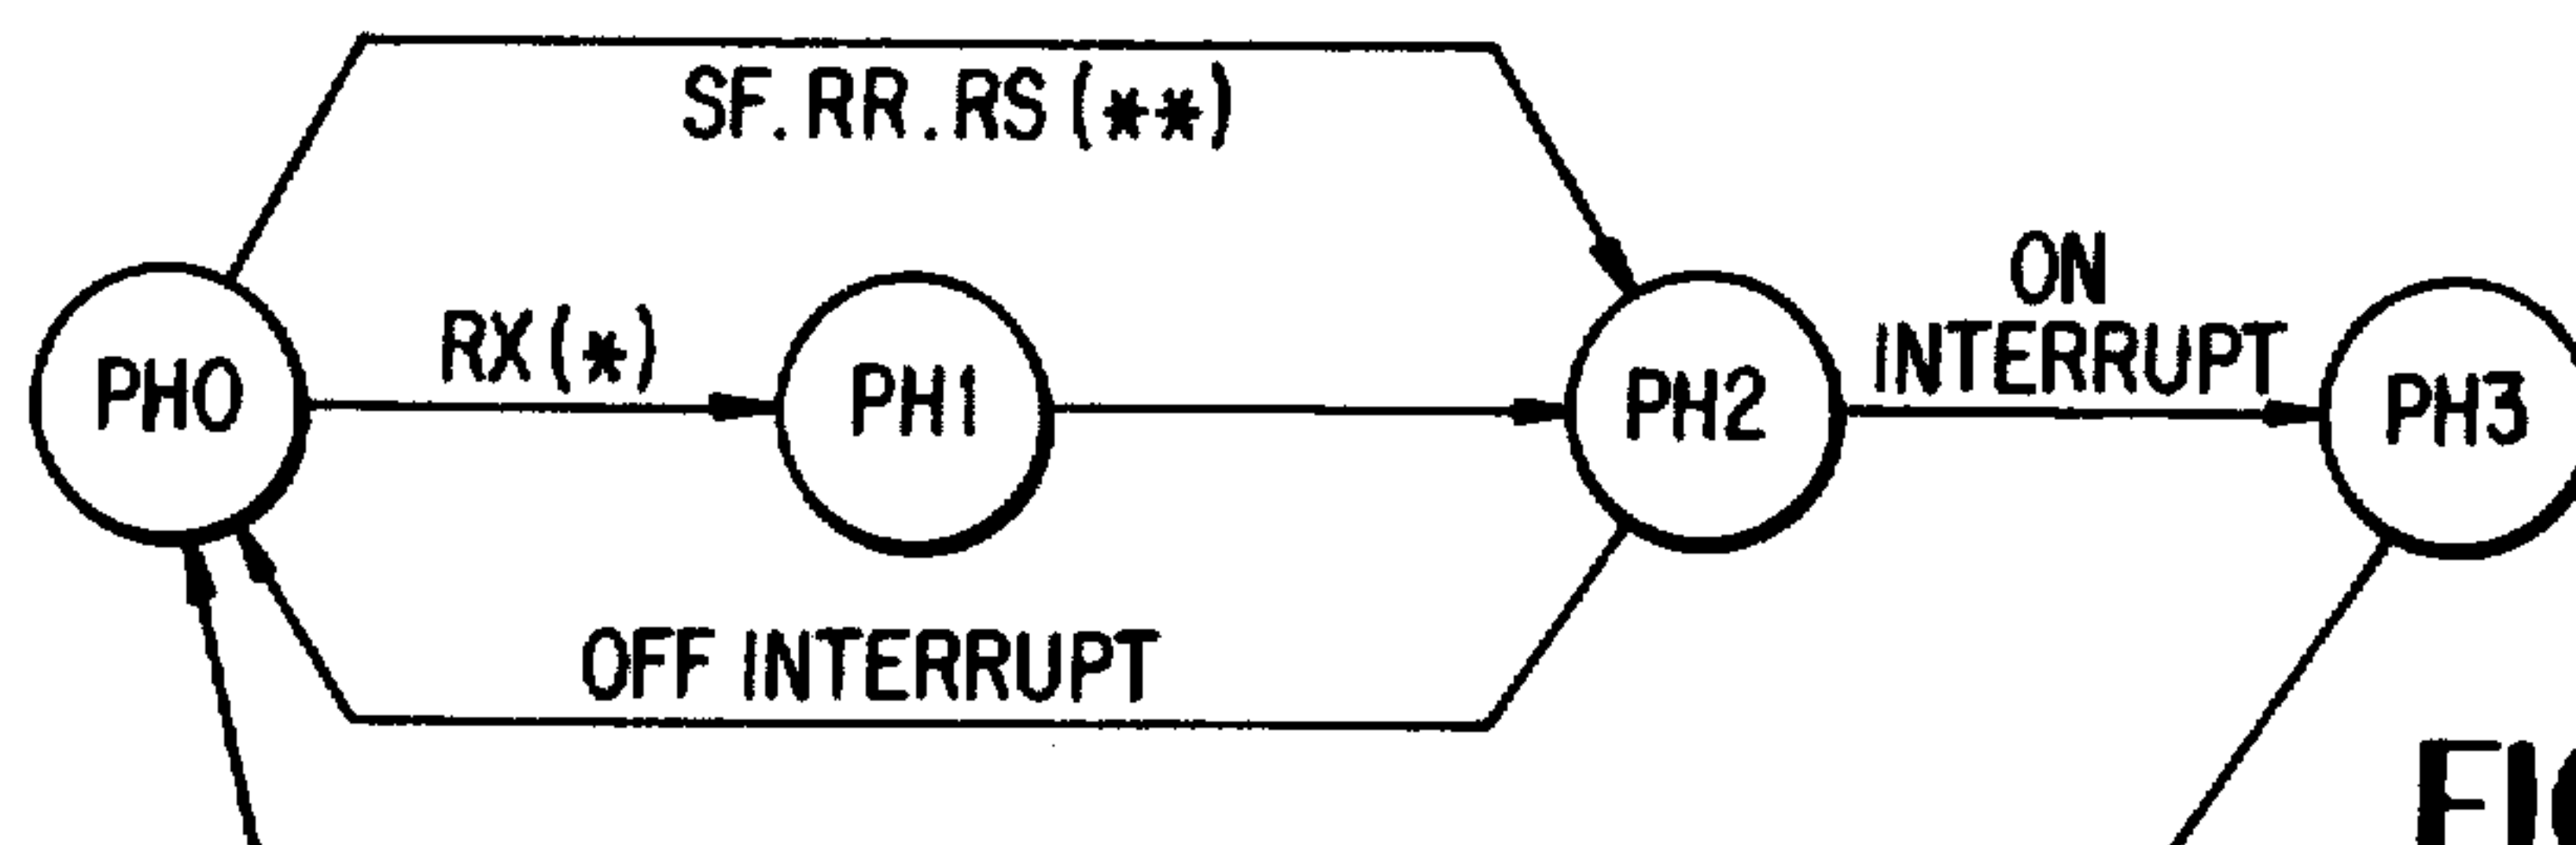 SF. RR. RS (**)
ON
INTERRUPT
RX (*)
PH0
PH1
PH2
PH3
OFF INTERRUPT